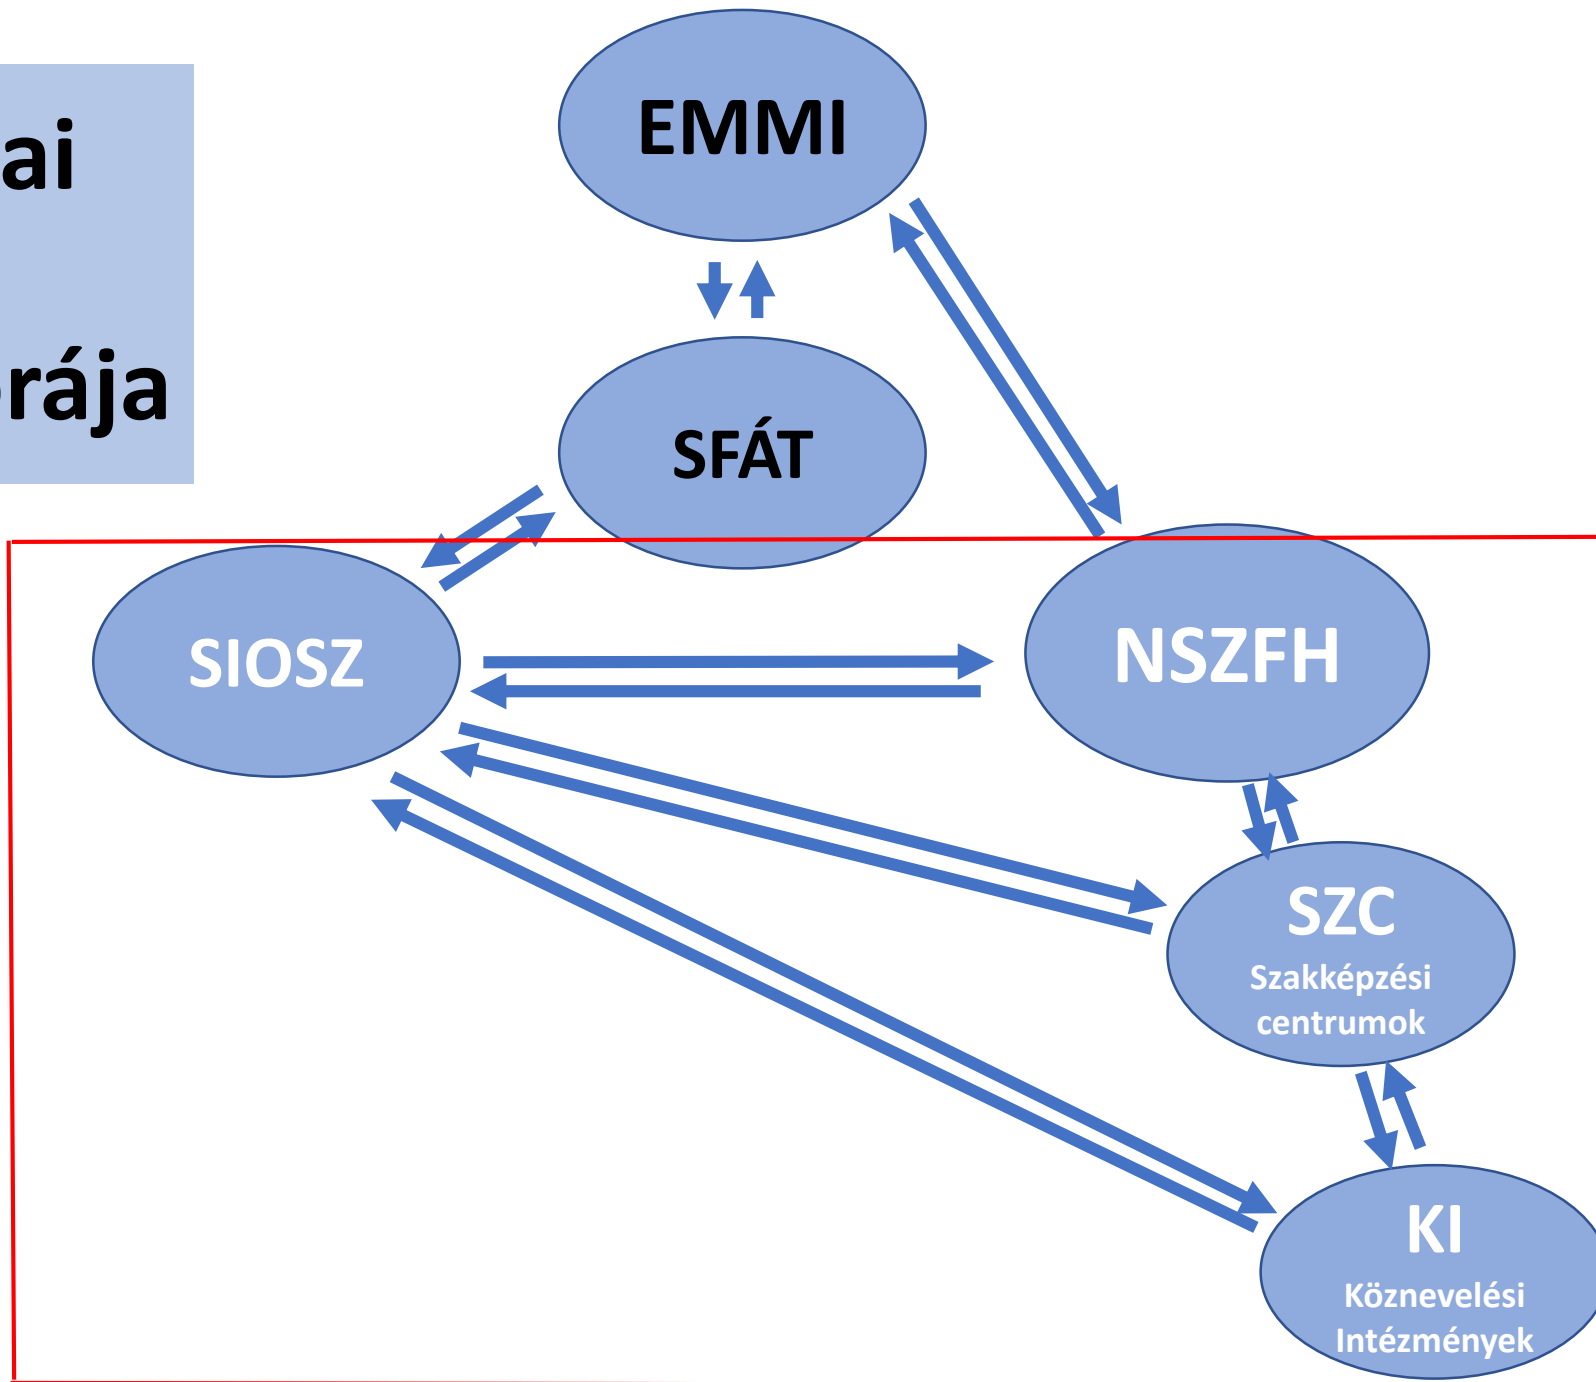 EMMI
ai
rája
SFÁT
SIOSZ
NSZFH
SZC
Szakképzési
centrumok
KI
Köznevelési
Intézmények